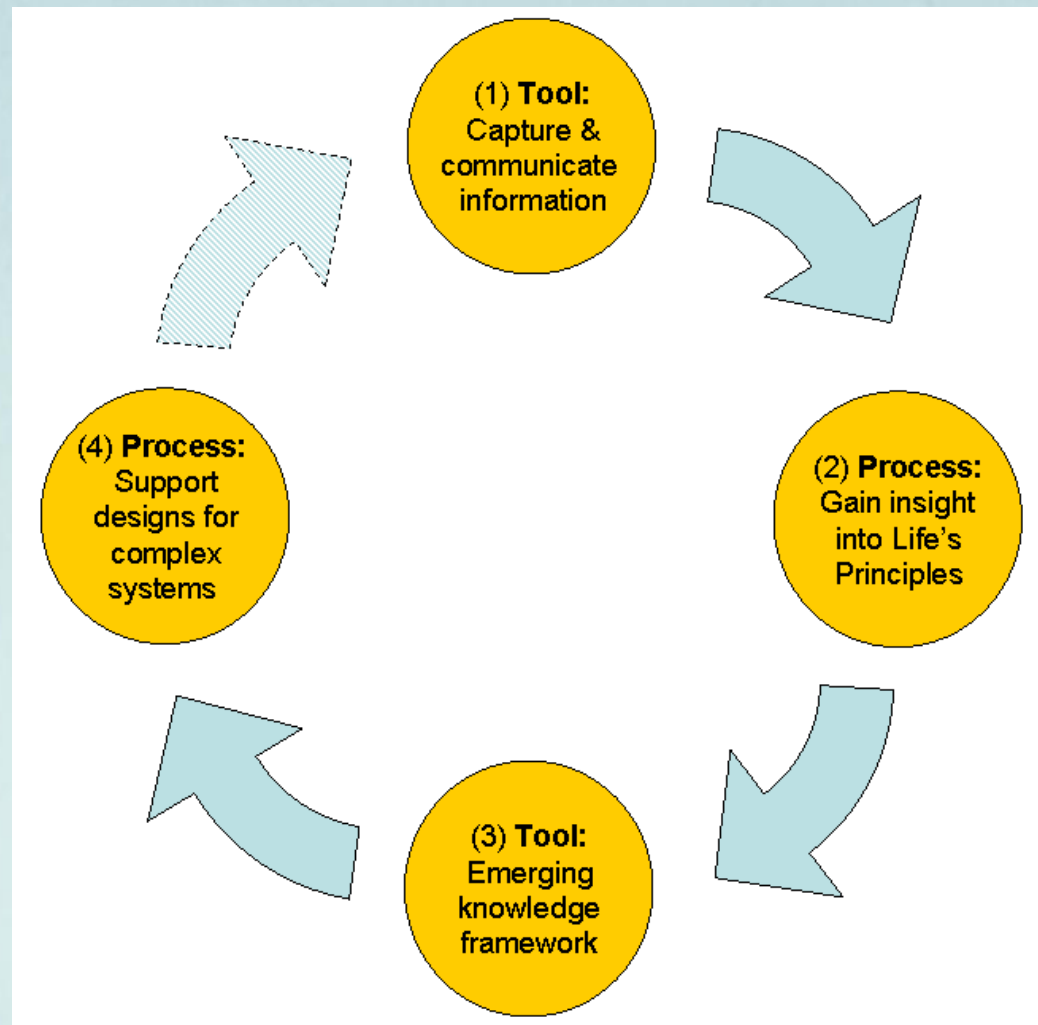 (1) Tool:
Capture &
communicate
information
(2) Process:
Gain insight
into Life's
Principles
(3) Tool:
Emerging
knowledge
framework
(4) Process:
Support
designs for
complex
systems